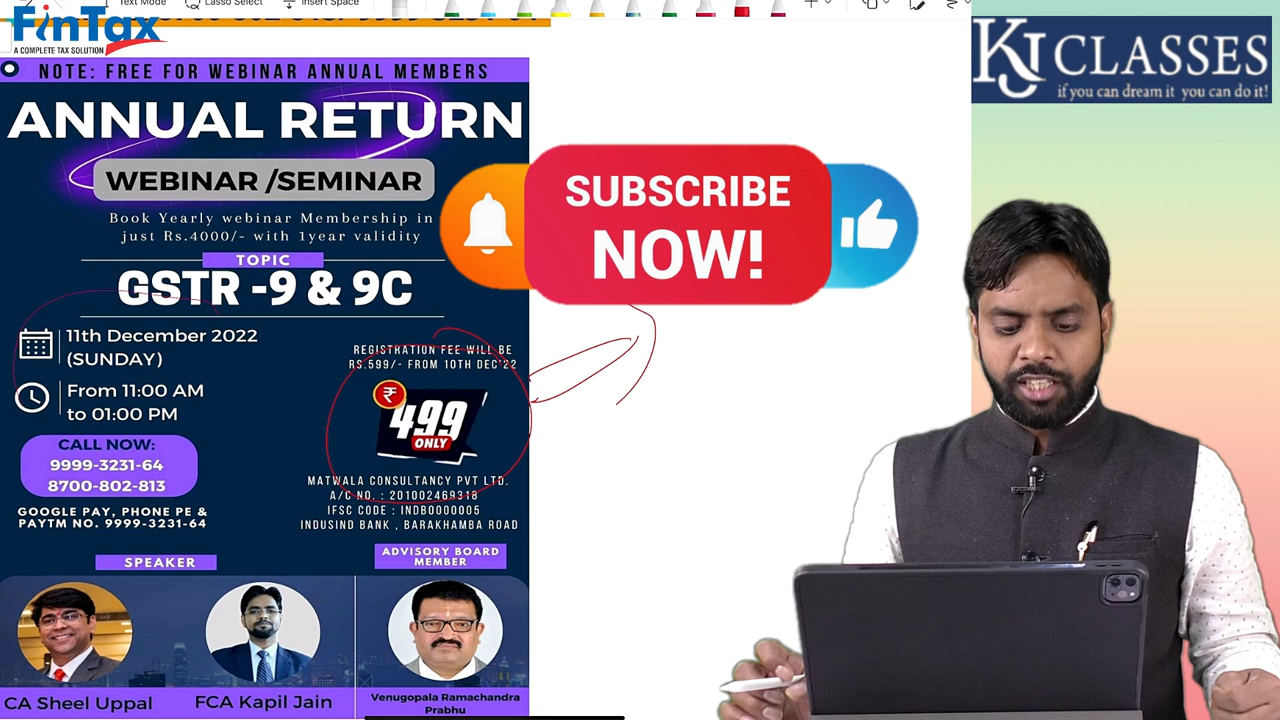 Text Mode
Lasso Select
Insert Space
FinTax
A COMPLETE TAX SOLUTION
NOTE: FREE FOR WEBINAR ANNUAL MEMBERS
ANNUAL RETURN
WEBINAR /SEMINAR
Book Yearly webinar Membership in
just Rs.4000/- with 1year validity
TOPIC
GSTR -9 & 9C
11th December 2022
(SUNDAY)
From 11:00 AM
to 01:00 PM
CALL NOW:
9999-3231-64
8700-802-813
GOOGLE PAY, PHONE PE &
PAYTM NO. 9999-3231-64
REGISTRATION FEE WILL BE
RS.599/- FROM 10TH DEC'22
₹
499
ONLY
MATWALA CONSULTANCY PVT LTD.
A/C NO. : 201002469318
IFSC CODE : INDB0000005
INDUSIND BANK , BARAKHAMBA ROAD
SPEAKER
ADVISORY BOARD
MEMBER
CA Sheel Uppal
FCA Kapil Jain
Venugopala Ramachandra
Prabhu
SUBSCRIBE
NOW!
KJ CLASSES
if you can dream it you can do it!